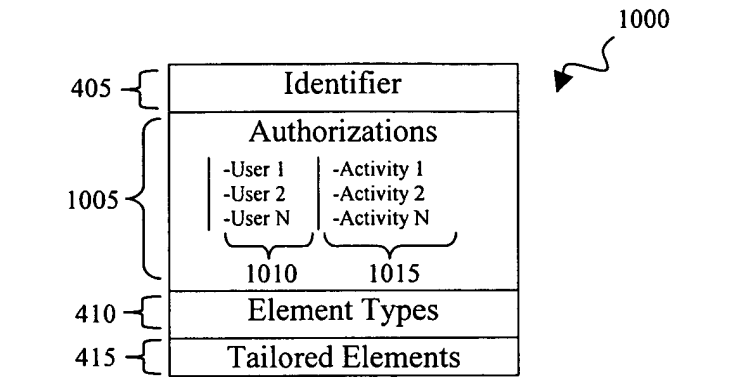 1000
405 Identifier
Authorizations
-User 1 -Activity 1
-User 2 -Activity 2
1005 -User N -Activity N
1010 1015
410 Element Types
415 Tailored Elements